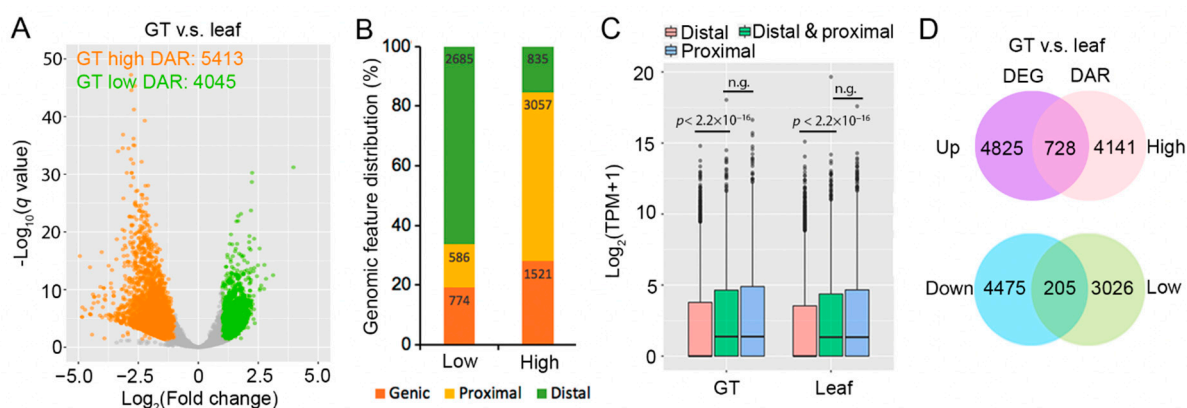 A
GT v.s. leaf
GT high DAR: 5413
GT low DAR: 4045
50
40
30
20
10
0
-Log10(q value)
−5.0
−2.5
0
2.5
5.0
Log2(Fold change)
B
100
80
60
40
20
0
Genomic feature distribution (%)
2685
586
774
835
3057
1521
Low
High
Genic
Proximal
Distal
C
Distal
Distal & proximal
Proximal
20
15
10
5
0
Log2(TPM+1)
n.g.
n.g.
p < 2.2×10⁻¹⁶
p < 2.2×10⁻¹⁶
GT
Leaf
D
GT v.s. leaf
DEG
DAR
Up
4825
728
4141
High
Down
4475
205
3026
Low